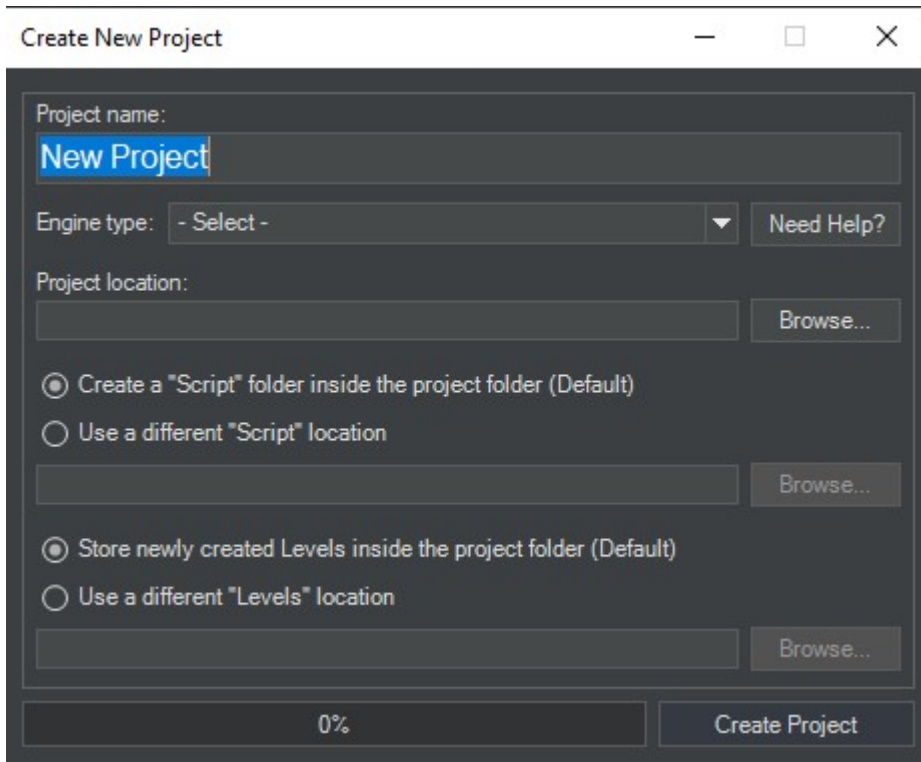 Create New Project
Project name:
New Project
Engine type: - Select - Need Help?
Project location:
Browse...
Create a "Script" folder inside the project folder (Default)
Use a different "Script" location
Browse...
Store newly created Levels inside the project folder (Default)
Use a different "Levels" location
Browse...
0% Create Project